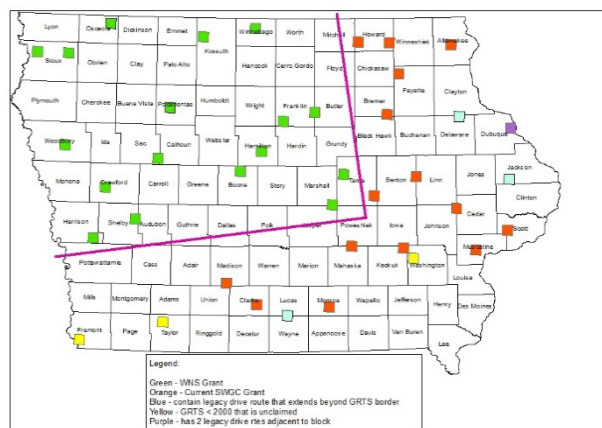 Lyon Osceola Dickinson Emmet Winnebago Worth Mitchell Howard Winneshiek Allamakee
Kossuth
Sioux Obrien Clay Palo Alto Hancock Cerro Gordo Floyd Chickasaw
Fayette Clayton
Plymouth Cherokee Buena Vista Pocahontas Humboldt Wright Franklin Butler Bremer
Woodbury Ida Sac Calhoun Webster Hamilton Hardin Grundy Black Hawk Buchanan Delaware Dubuque
Monona Crawford Carroll Greene Boone Story Marshall Tama Benton Linn Jones Jackson
Clinton
Harrison Shelby Audubon Guthrie Dallas Polk Jasper Poweshiek Iowa Johnson Cedar Scott
Muscatine
Pottawattamie Cass Adair Madison Warren Marion Mahaska Keokuk Washington
Louisa
Mills Montgomery Adams Union Clarke Lucas Monroe Wapello Jefferson Henry Des Moines
Fremont Page Taylor Ringgold Decatur Wayne Appanoose Davis Van Buren
Lee
Legend:
Green - WNS Grant
Orange - Current SWGC Grant
Blue - contain legacy drive route that extends beyond GRTS border
Yellow - GRTS < 2000 that is unclaimed
Purple - has 2 legacy drive rtes adjacent to block